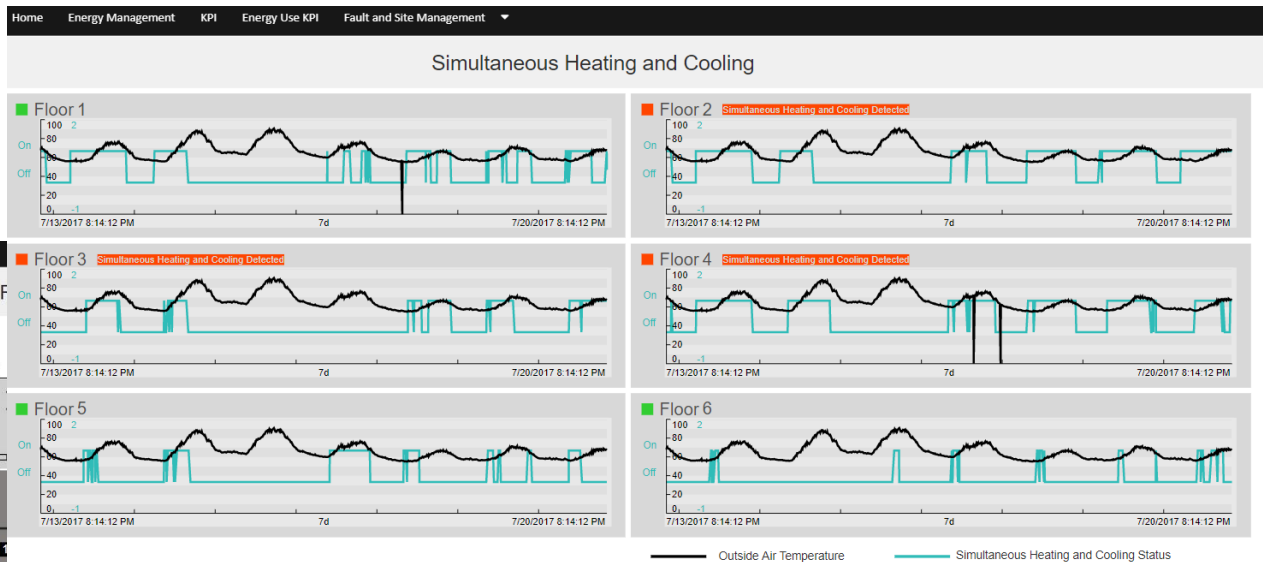 Home Energy Management KPI Energy Use KPI Fault and Site Management
Simultaneous Heating and Cooling
Floor 1
100 2
On 80
60
Off 40
20
0 -1
7/13/2017 8:14:12 PM 7d 7/20/2017 8:14:12 PM
Floor 2 Simultaneous Heating and Cooling Detected
100 2
On 80
60
Off 40
20
0 -1
7/13/2017 8:14:12 PM 7d 7/20/2017 8:14:12 PM
Floor 3 Simultaneous Heating and Cooling Detected
100 2
On 80
60
Off 40
20
0 -1
7/13/2017 8:14:12 PM 7d 7/20/2017 8:14:12 PM
Floor 4 Simultaneous Heating and Cooling Detected
100 2
On 80
60
Off 40
20
0 -1
7/13/2017 8:14:12 PM 7d 7/20/2017 8:14:12 PM
Floor 5
100 2
On 80
60
Off 40
20
0 -1
7/13/2017 8:14:12 PM 7d 7/20/2017 8:14:12 PM
Floor 6
100 2
On 80
60
Off 40
20
0 -1
7/13/2017 8:14:12 PM 7d 7/20/2017 8:14:12 PM
Outside Air Temperature Simultaneous Heating and Cooling Status